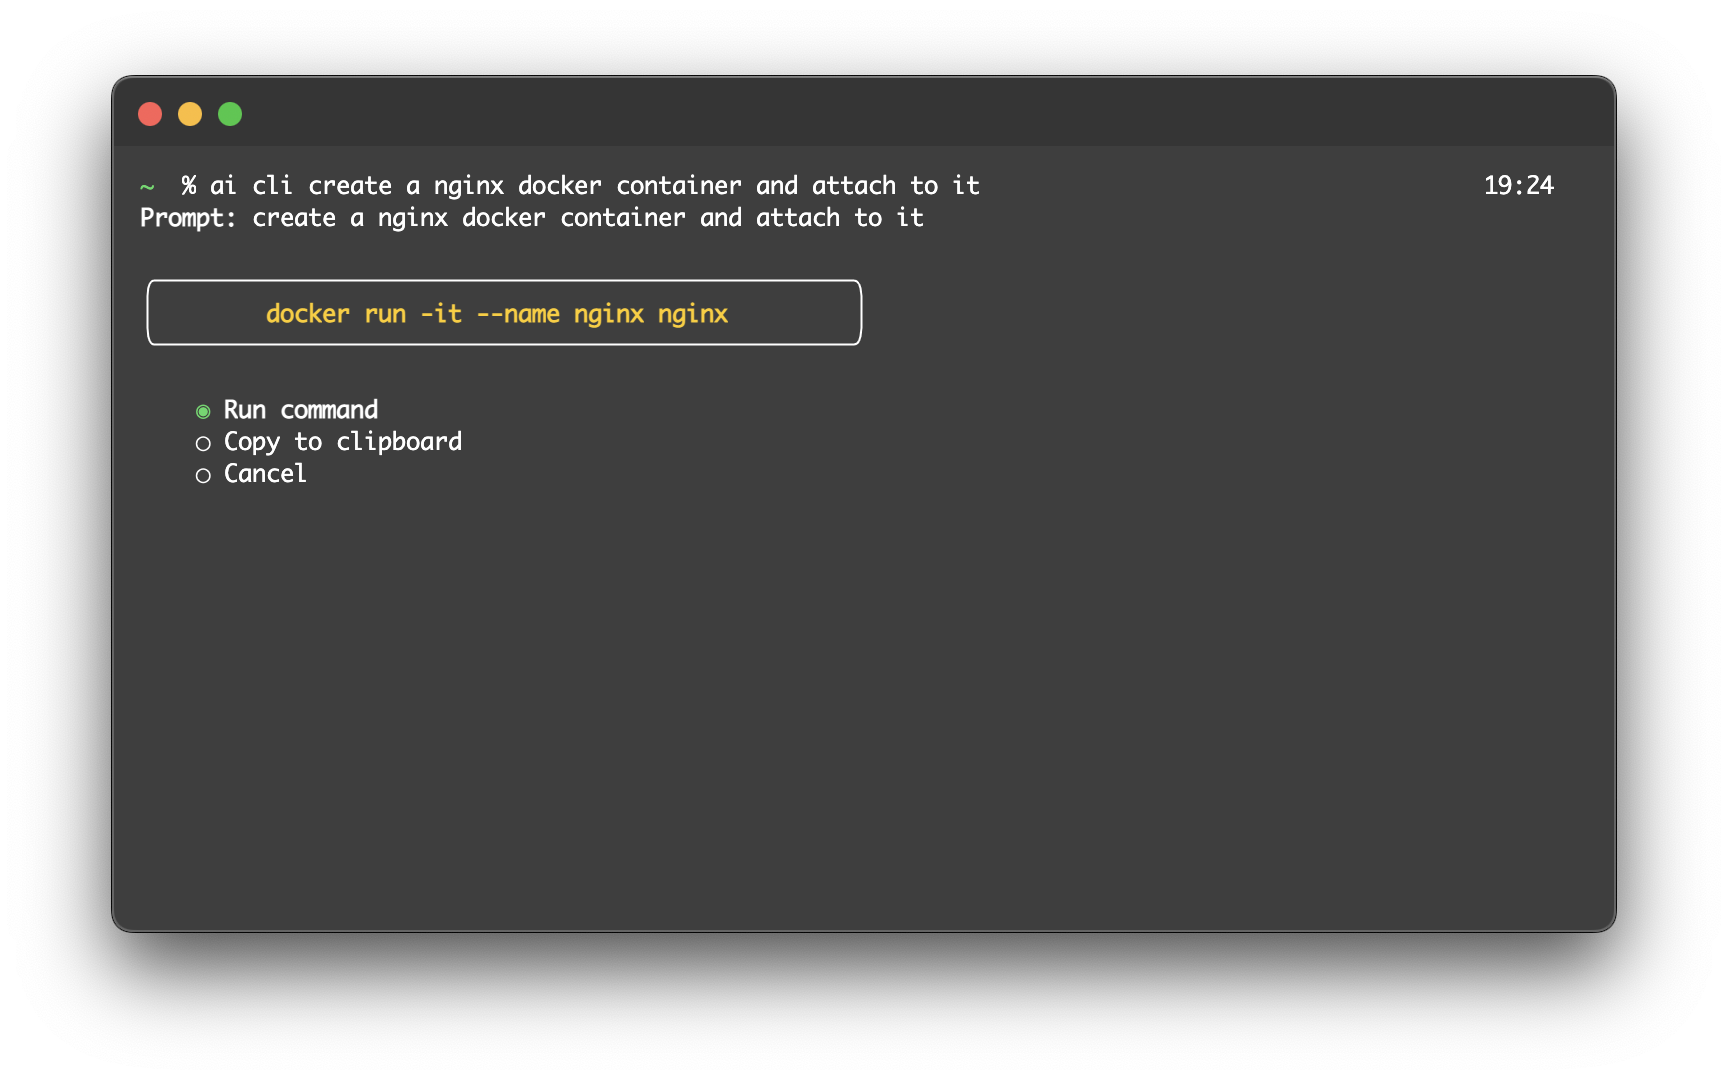 ~ % ai cli create a nginx docker container and attach to it 19:24
Prompt: create a nginx docker container and attach to it
docker run -it --name nginx nginx
◉ Run command
○ Copy to clipboard
○ Cancel